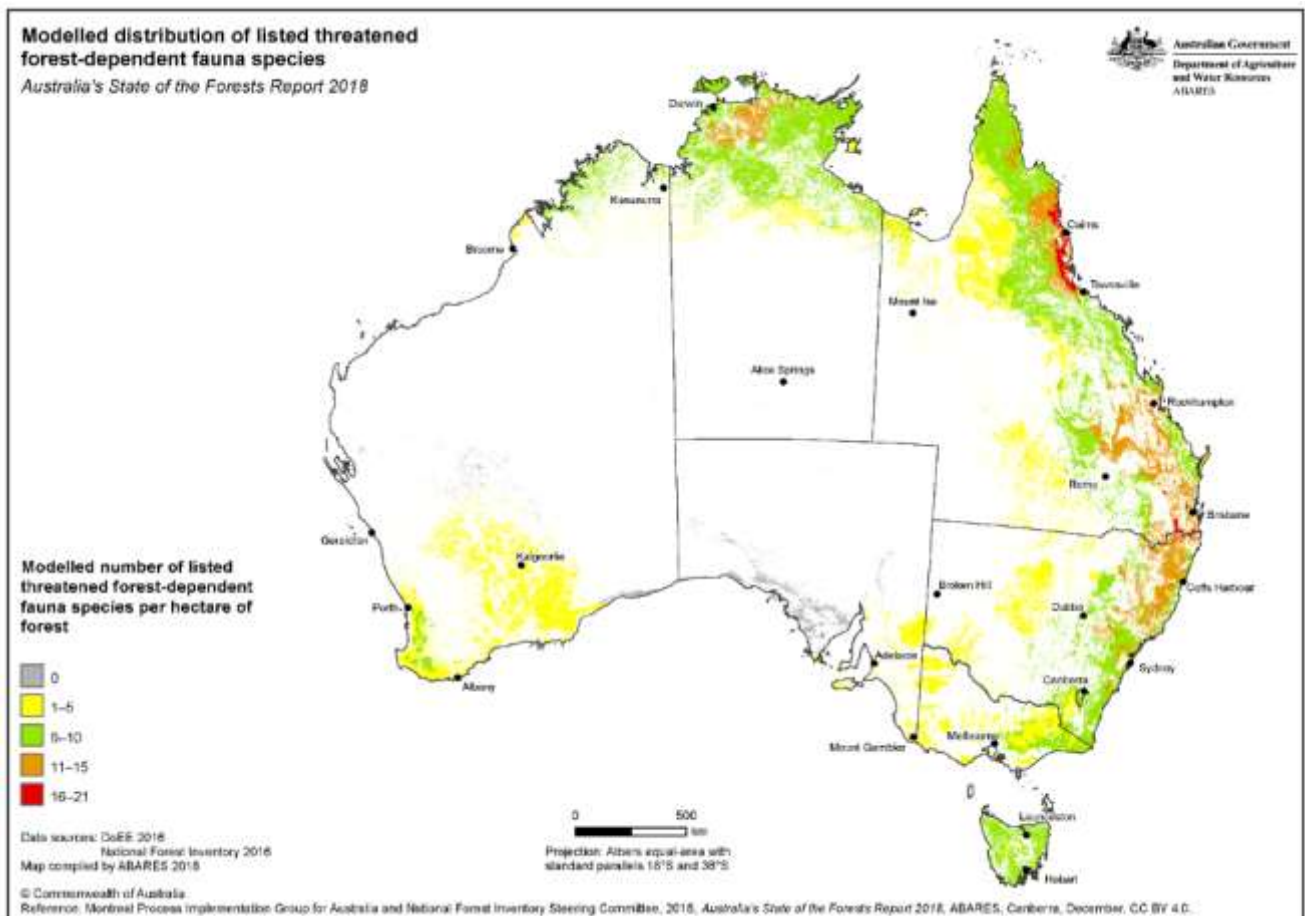 Modelled distribution of listed threatened
forest-dependent fauna species
Australia's State of the Forests Report 2018
Australian Government
Department of Agriculture
and Water Resources
ABARES
Darwin
Kununurra
Broome
Cairns
Townsville
Mount Isa
Alice Springs
Rockhampton
Roma
Brisbane
Geraldton
Kalgoorlie
Broken Hill
Coffs Harbour
Perth
Dubbo
Adelaide
Sydney
Albany
Canberra
Mount Gambier
Melbourne
Launceston
Hobart
Modelled number of listed
threatened forest-dependent
fauna species per hectare of
forest
0
1–5
6–10
11–15
16–21
0 500
km
Projection: Albers equal-area with
standard parallels 18°S and 36°S
Data sources: DoEE 2016
National Forest Inventory 2016
Map compiled by ABARES 2018
© Commonwealth of Australia
Reference: Montreal Process Implementation Group for Australia and National Forest Inventory Steering Committee, 2018, Australia's State of the Forests Report 2018, ABARES, Canberra, December, CC BY 4.0.